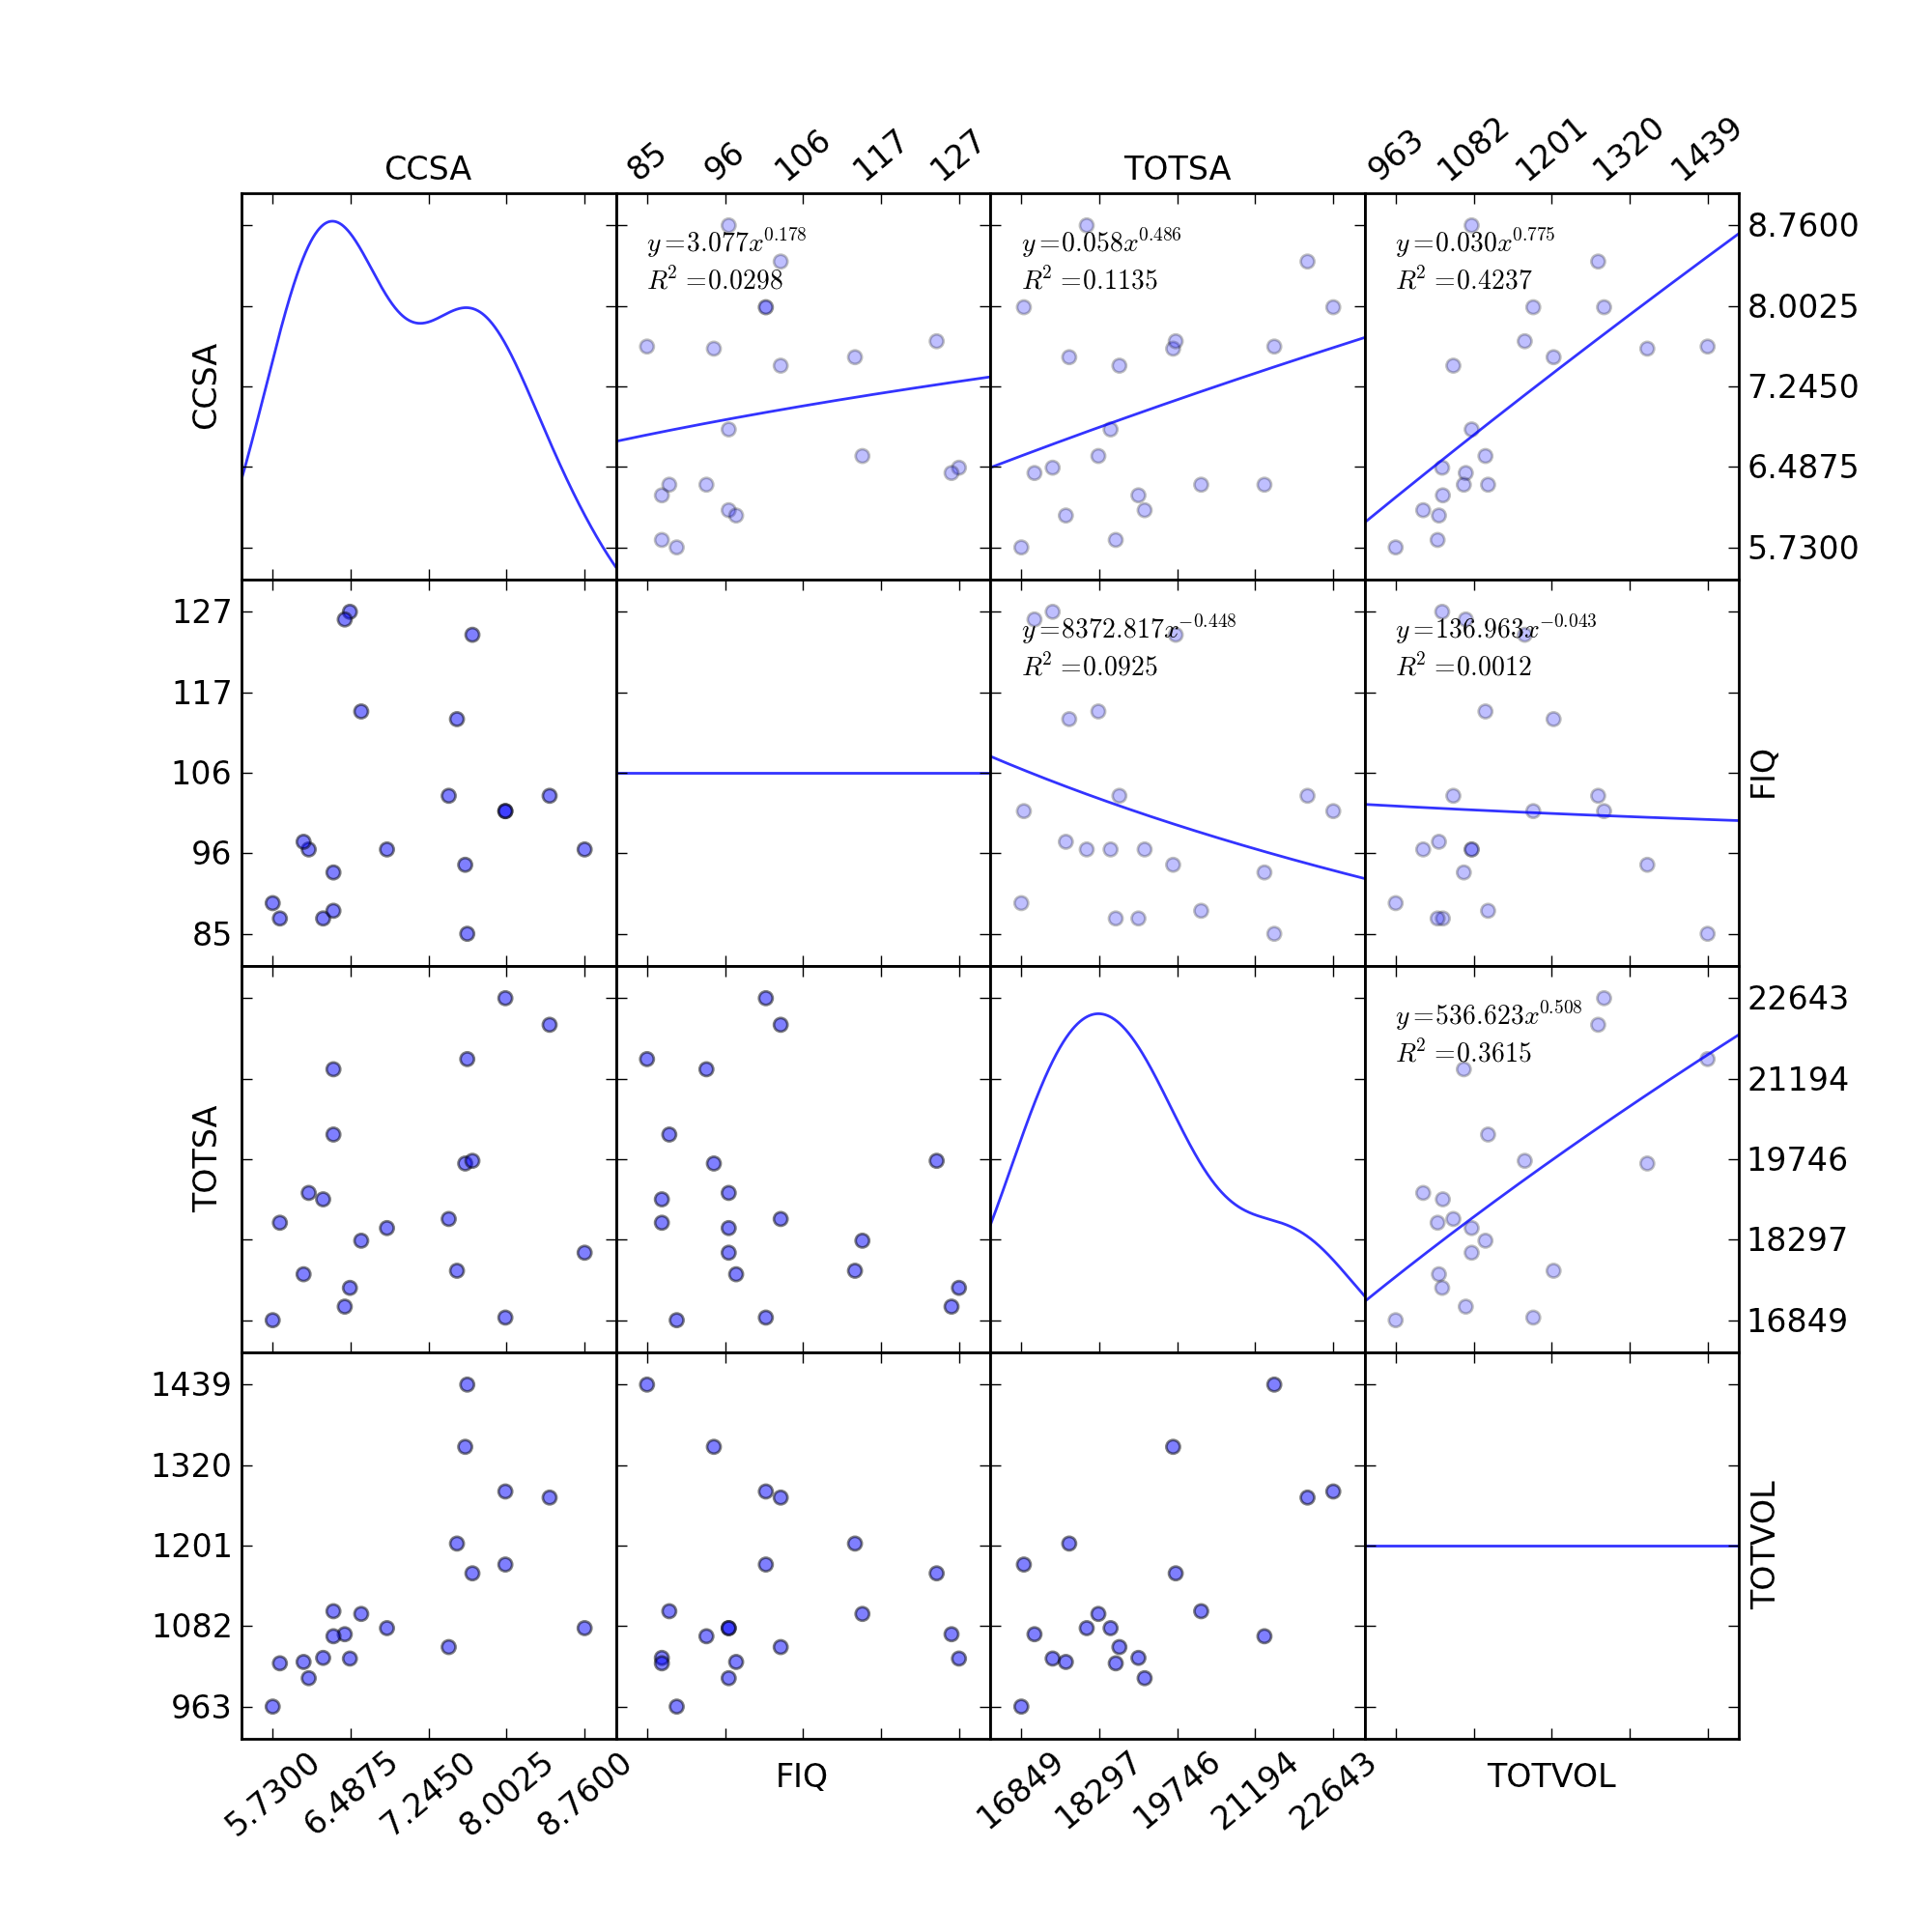 CCSA
85 96 106 117 127
TOTSA
963 1082 1201 1320 1439
CCSA
y=3.077x^0.178
R^2 =0.0298
y=0.058x^0.486
R^2 =0.1135
y=0.030x^0.775
R^2 =0.4237
8.7600
8.0025
7.2450
6.4875
5.7300
127
117
106
96
85
y=8372.817x^−0.448
R^2 =0.0925
y=136.963x^−0.043
R^2 =0.0012
FIQ
TOTSA
y=536.623x^0.508
R^2 =0.3615
22643
21194
19746
18297
16849
1439
1320
1201
1082
963
TOTVOL
5.7300 6.4875 7.2450 8.0025 8.7600
FIQ
16849 18297 19746 21194 22643
TOTVOL